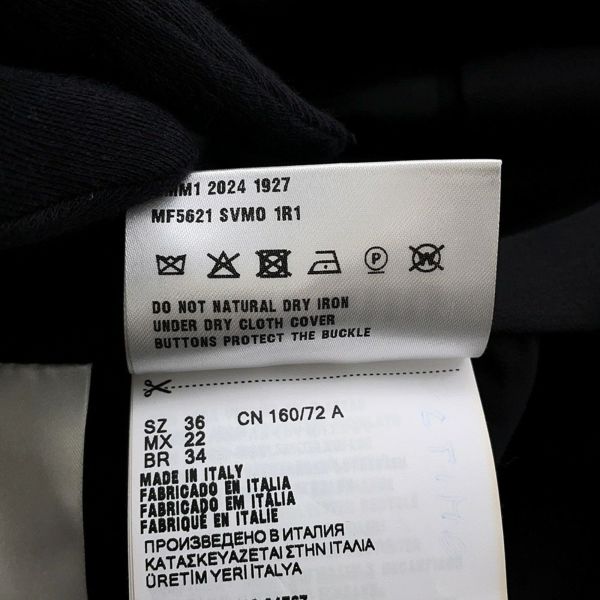 MM1 2024 1927
MF5621 SVMO 1R1
P
W
DO NOT NATURAL DRY IRON
UNDER DRY CLOTH COVER
BUTTONS PROTECT THE BUCKLE
SZ 36 CN 160/72 A
MX 22
BR 34
MADE IN ITALY
FABRICADO EN ITALIA
FABRICADO EM ITÁLIA
FABRIQUÉ EN ITALIE
ПРОИЗВЕДЕНО В ИТАЛИЯ
ΚΑΤΑΣΚΕΥΑΖΕΤΑΙ ΣΤΗΝ ITALIA
ÜRETİM YERİ İTALYA